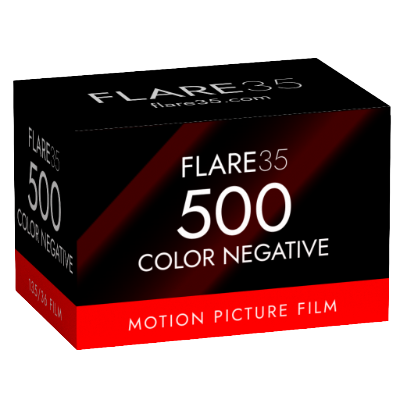 FLARE35
flare35.com
FLARE35
500
COLOR NEGATIVE
135/36 FILM
FLARE35
500
COLOR NEGATIVE
MOTION PICTURE FILM